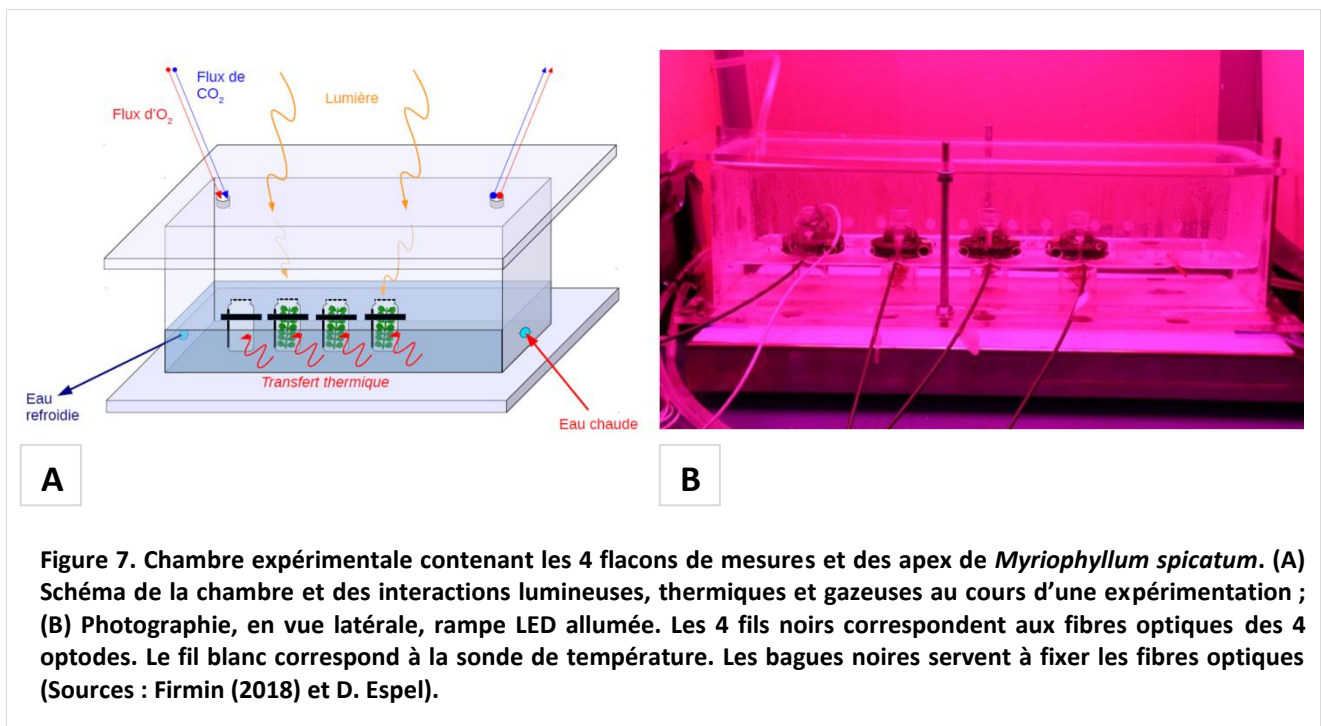 Flux de
CO2
Flux d'O2
Lumière
Transfert thermique
Eau
refroidie
Eau chaude
A
B
Figure 7. Chambre expérimentale contenant les 4 flacons de mesures et des apex de Myriophyllum spicatum. (A)
Schéma de la chambre et des interactions lumineuses, thermiques et gazeuses au cours d'une expérimentation ;
(B) Photographie, en vue latérale, rampe LED allumée. Les 4 fils noirs correspondent aux fibres optiques des 4
optodes. Le fil blanc correspond à la sonde de température. Les bagues noires servent à fixer les fibres optiques
(Sources : Firmin (2018) et D. Espel).